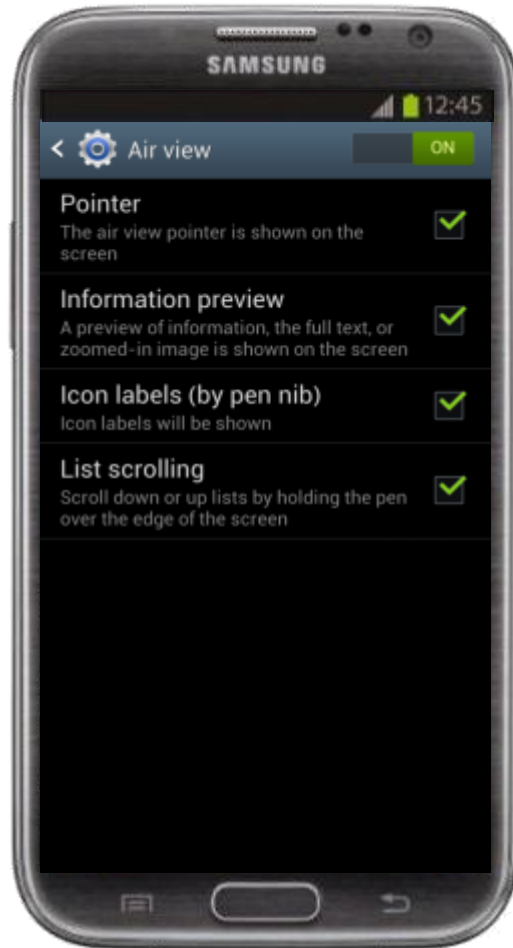 SAMSUNG
12:45
Air view
ON
Pointer
The air view pointer is shown on the
screen
Information preview
A preview of information, the full text, or
zoomed-in image is shown on the screen
Icon labels (by pen nib)
Icon labels will be shown
List scrolling
Scroll down or up lists by holding the pen
over the edge of the screen